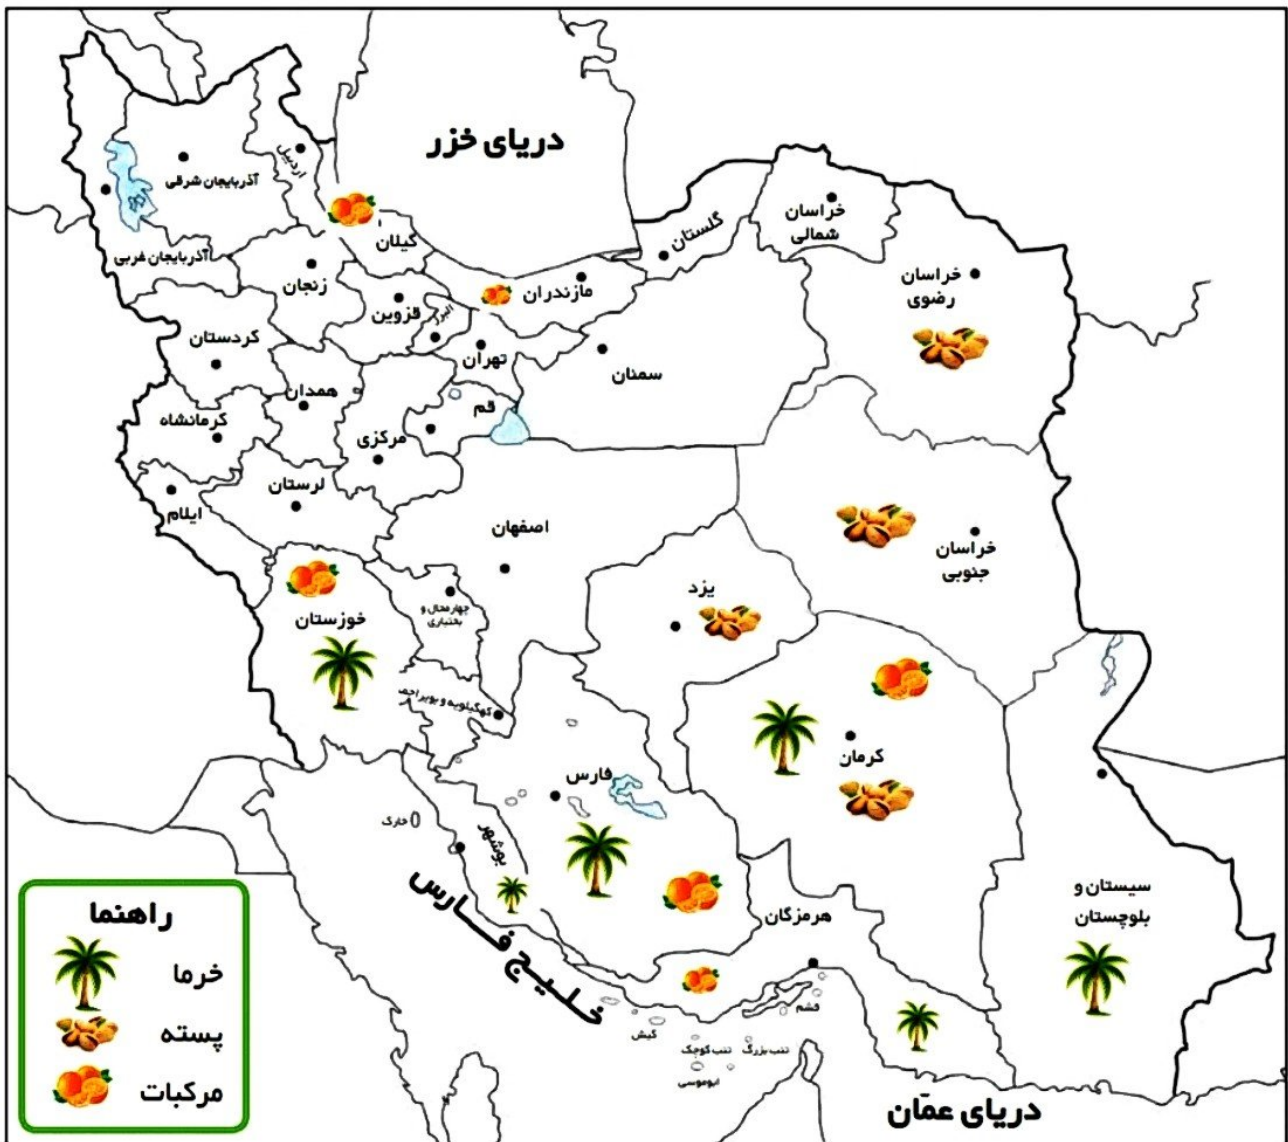 دریای خزر
اردبیل
آذربایجان شرقی
خراسان
شمالی
گلستان
گیلان
آذربایجان غربی
زنجان
خراسان
رضوی
مازندران
قزوین
البرز
کردستان
تهران
سمنان
همدان
کرمانشاه
قم
مرکزی
لرستان
ایلام
اصفهان
خراسان
جنوبی
یزد
چهارمحال و
بختیاری
خوزستان
کهگیلویه و بویراحمد
کرمان
فارس
خارک
بوشهر
خلیج فارس
هرمزگان
سیستان و
بلوچستان
قشم
کیش
تنب کوچک
تنب بزرگ
ابوموسی
دریای عمّان
راهنما
خرما
پسته
مرکبات